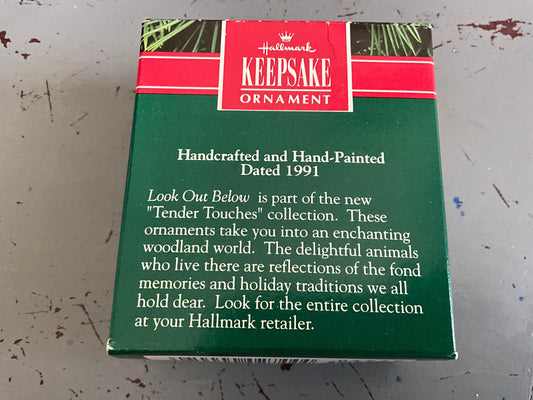 Hallmark
KEEPSAKE
ORNAMENT
Handcrafted and Hand-Painted
Dated 1991
Look Out Below is part of the new
"Tender Touches" collection. These
ornaments take you into an enchanting
woodland world. The delightful animals
who live there are reflections of the fond
memories and holiday traditions we all
hold dear. Look for the entire collection
at your Hallmark retailer.